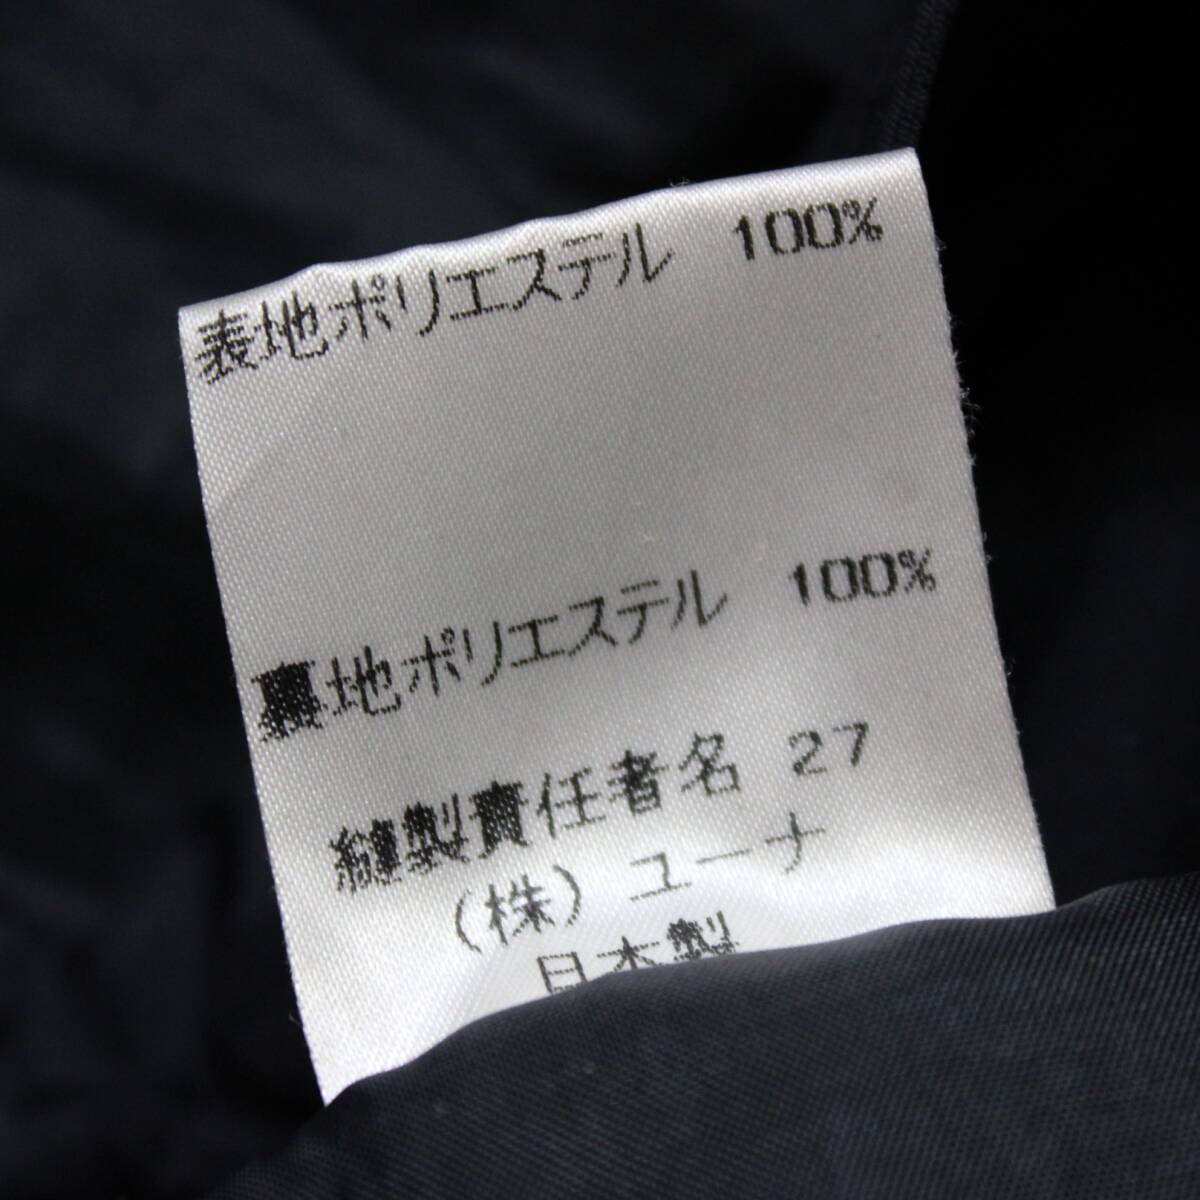 表地ポリエステル 100%
裏地ポリエステル 100%
縫製責任者名 27
(株) ユーナ
日本製